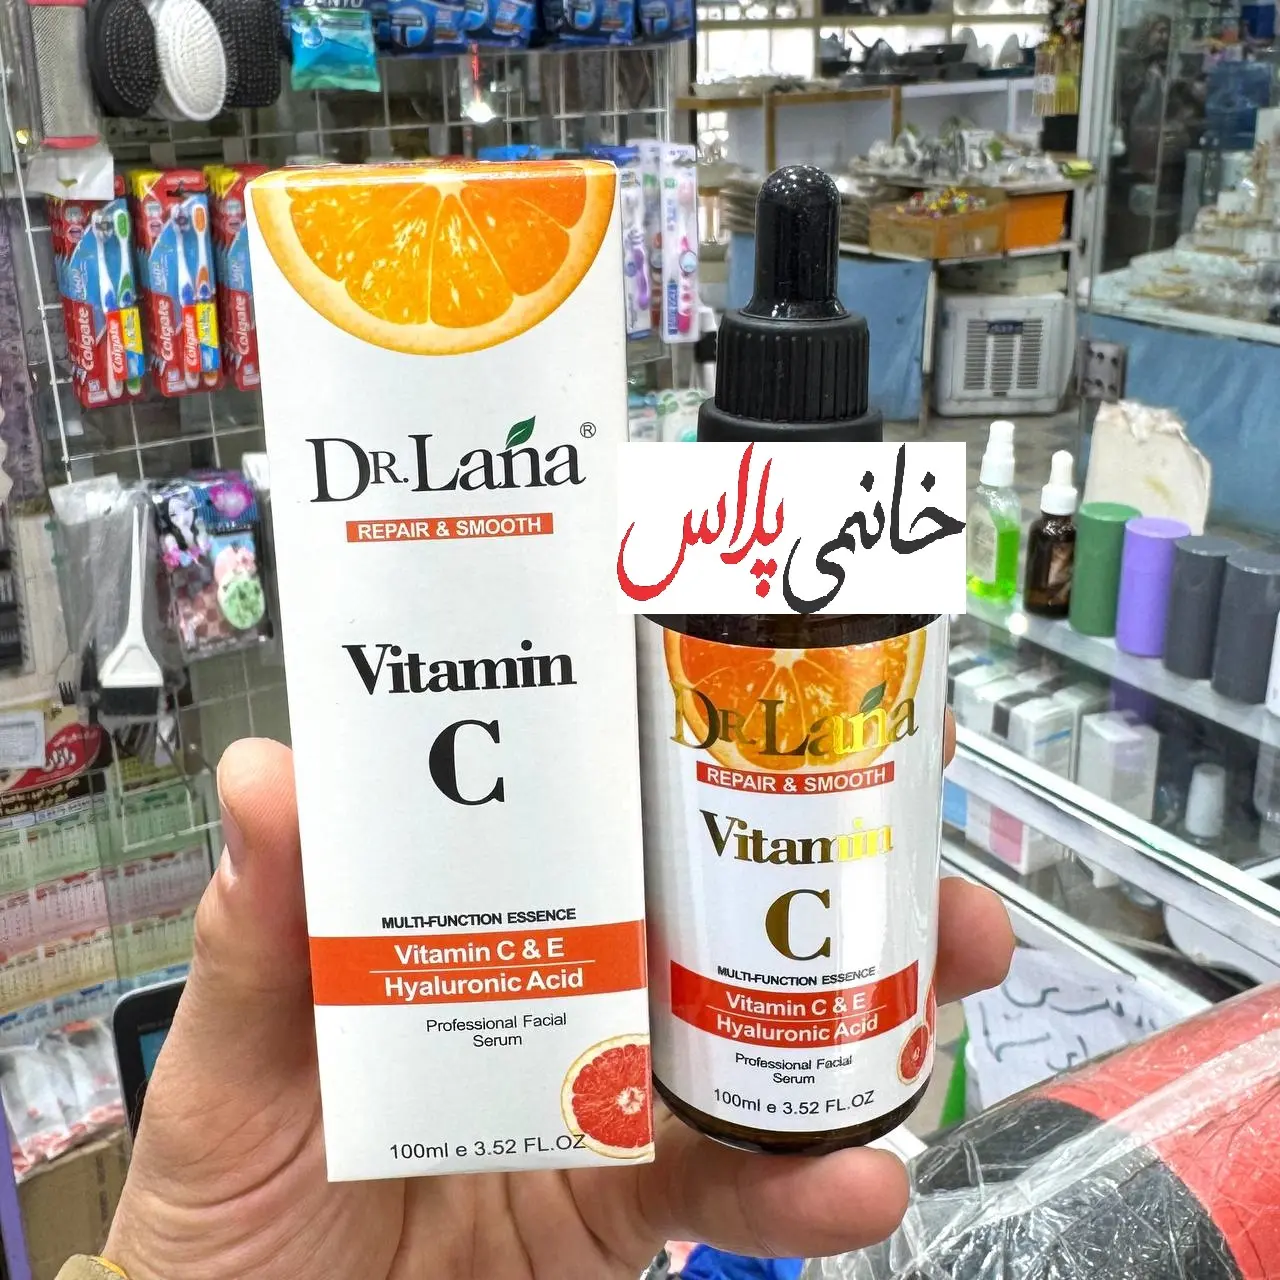 DR.Lana®
REPAIR & SMOOTH
Vitamin
C
MULTI-FUNCTION ESSENCE
Vitamin C & E
Hyaluronic Acid
Professional Facial
Serum
100ml e 3.52 FL.OZ
خانمی پلاس
DR.Lana
REPAIR & SMOOTH
Vitamin
C
MULTI-FUNCTION ESSENCE
Vitamin C & E
Hyaluronic Acid
Professional Facial
Serum
100ml e 3.52 FL.OZ
Colgate
Colgate
Colgate